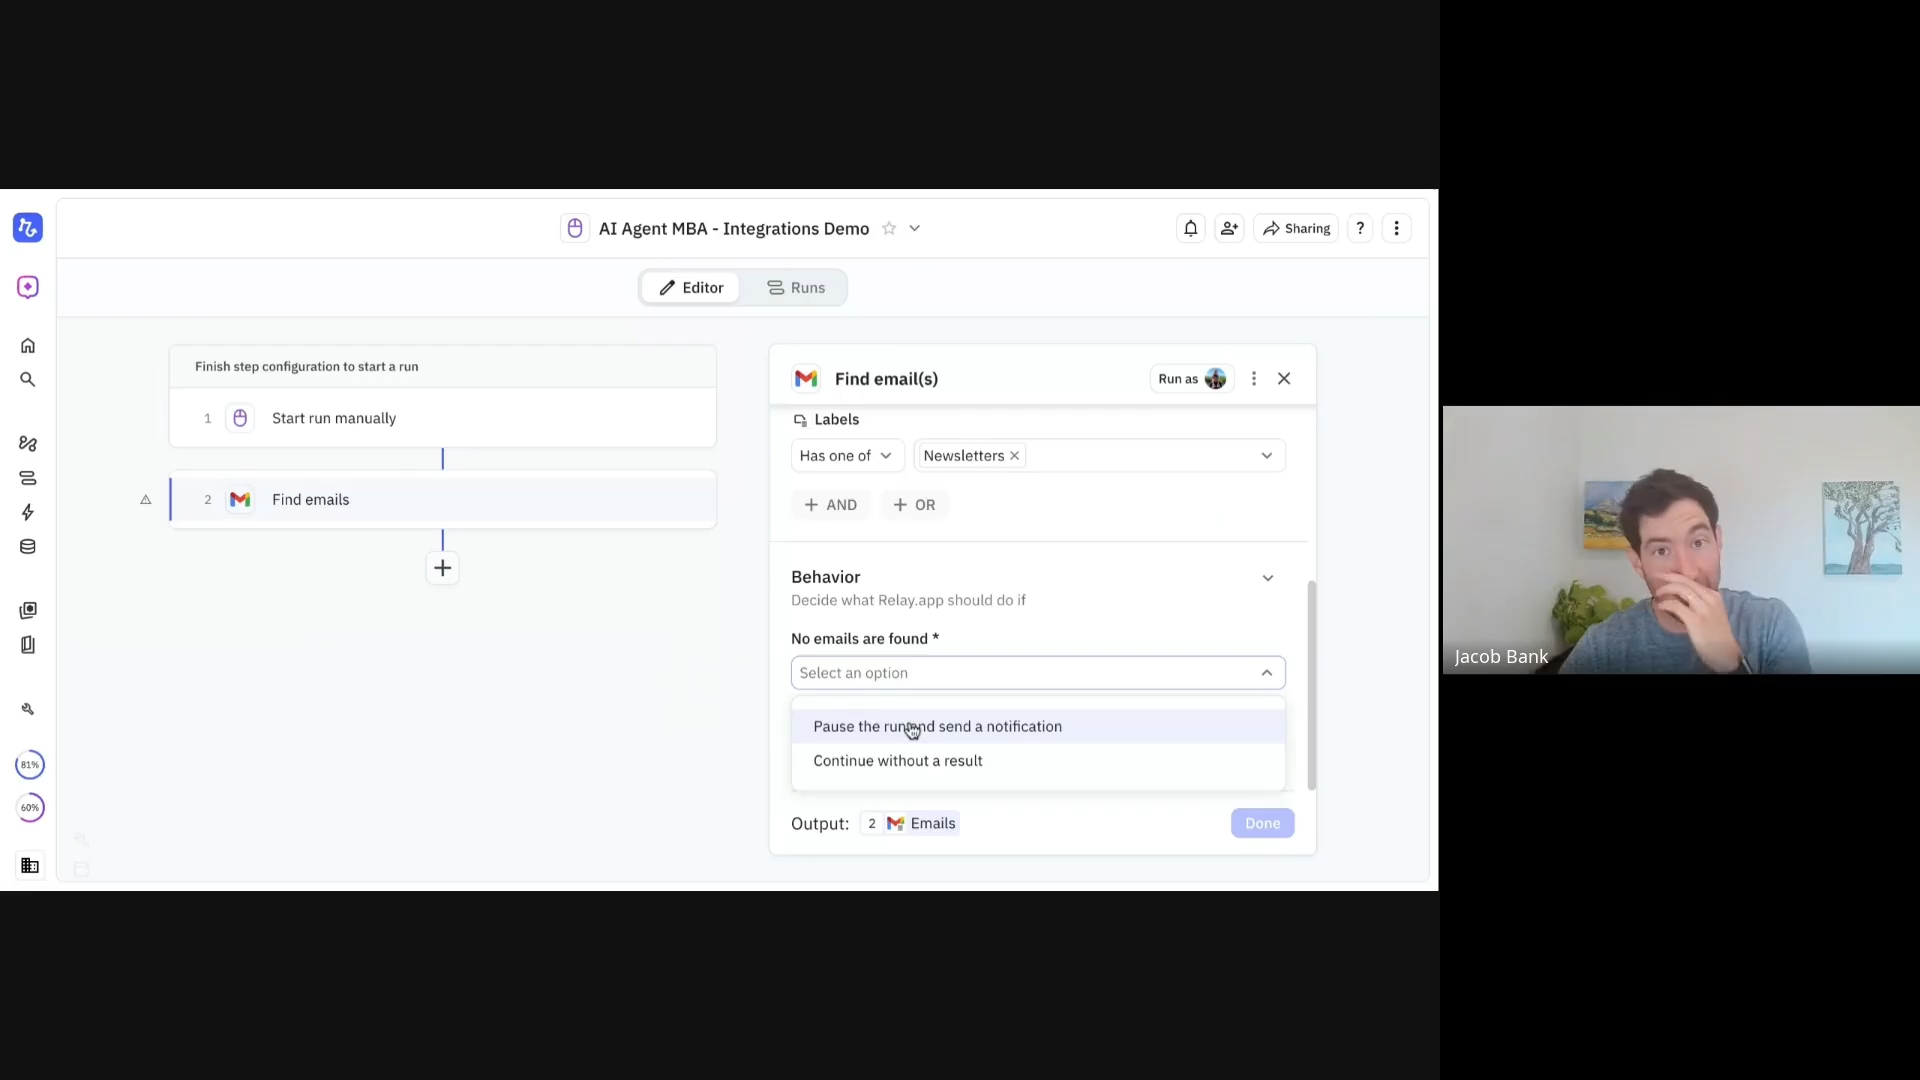 AI Agent MBA - Integrations Demo
Sharing
?
Editor
Runs
Finish step configuration to start a run
1 Start run manually
2 Find emails
Find email(s)
Run as
Labels
Has one of
Newsletters
AND
OR
Behavior
Decide what Relay.app should do if
No emails are found *
Select an option
Pause the run and send a notification
Continue without a result
Output: 2 Emails
Done
81%
60%
Jacob Bank